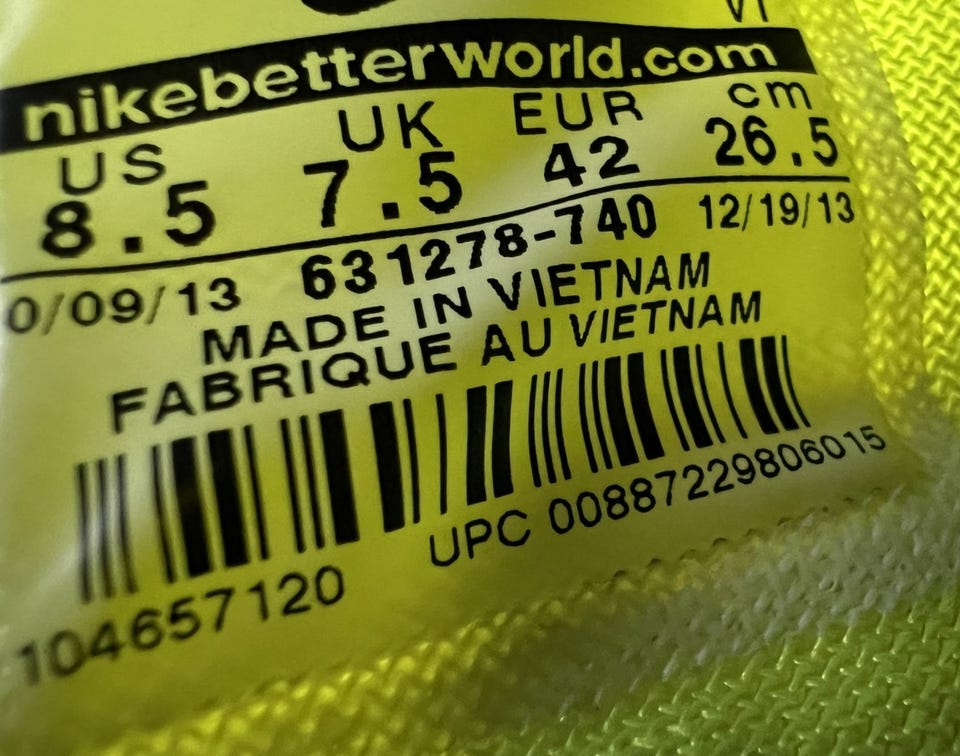 VT
nikebetterworld.com
US UK EUR cm
8.5 7.5 42 26.5
0/09/13 631278-740 12/19/13
MADE IN VIETNAM
FABRIQUE AU VIETNAM
UPC 00887229806015
104657120